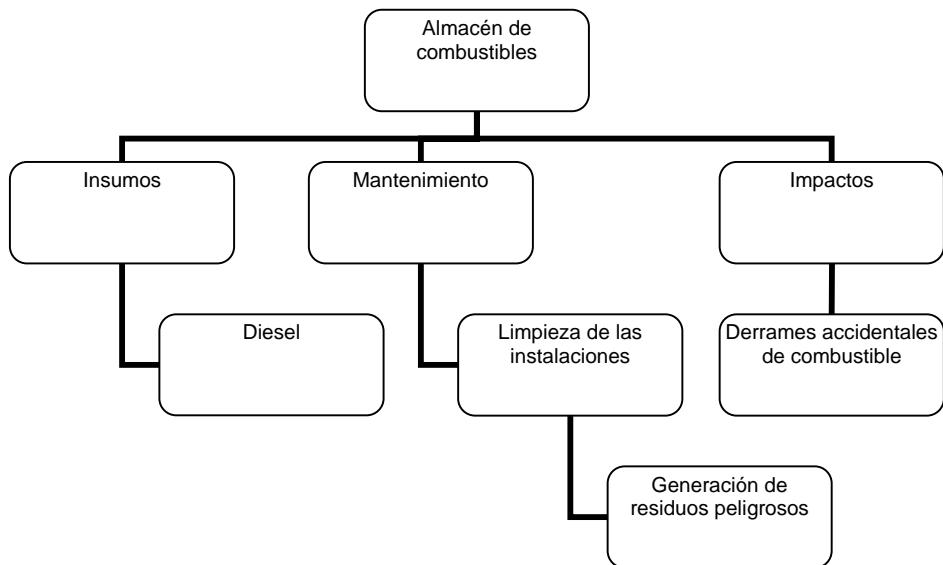 Almacén de
combustibles
Insumos
Mantenimiento
Impactos
Diesel
Limpieza de las
instalaciones
Derrames accidentales
de combustible
Generación de
residuos peligrosos